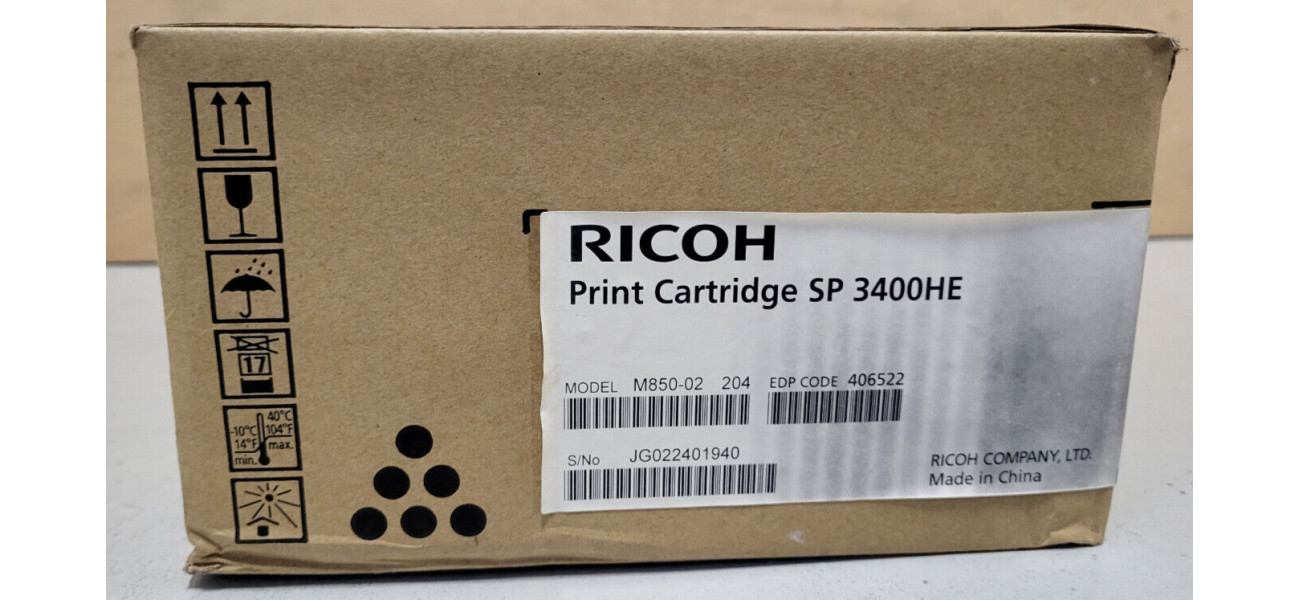 RICOH
Print Cartridge SP 3400HE
MODEL M850-02 204 EDP CODE 406522
S/No JG022401940
RICOH COMPANY, LTD.
Made in China
17
40°C
-10°C 104°F
14°F max.
min.